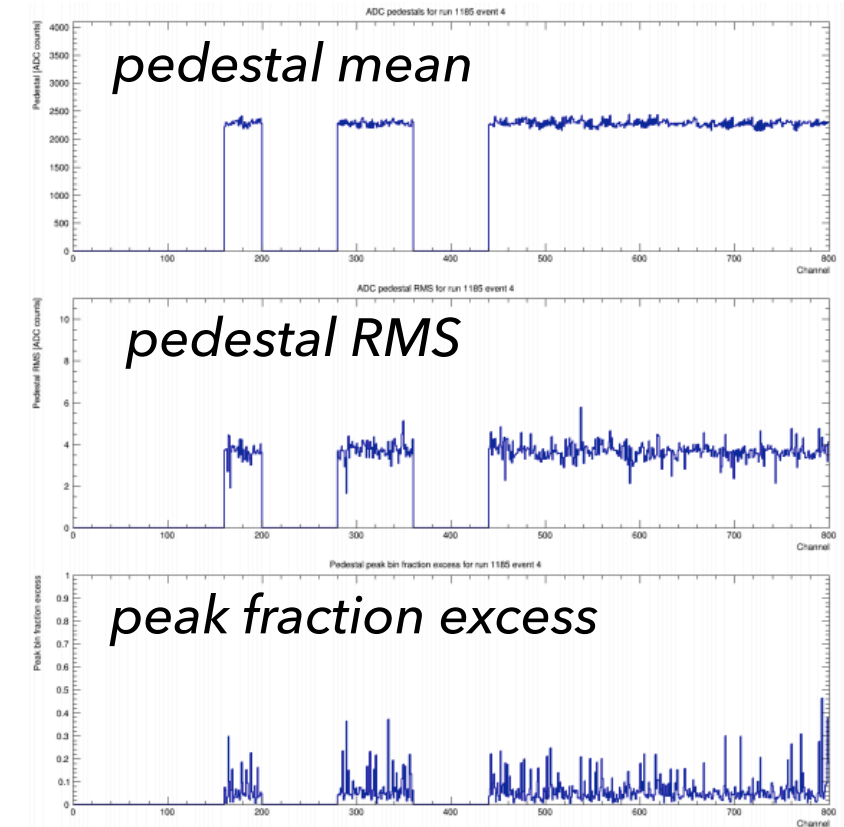 ADC pedestals for run 1185 event 4
Pedestal [ADC counts]
pedestal mean
4000
3500
3000
2500
2000
1500
1000
500
0
0 100 200 300 400 500 600 700 800
Channel
ADC pedestal RMS for run 1185 event 4
Pedestal RMS [ADC counts]
pedestal RMS
10
8
6
4
2
0
0 100 200 300 400 500 600 700 800
Channel
Pedestal peak bin fraction excess for run 1185 event 4
Peak bin fraction excess
peak fraction excess
1
0.9
0.8
0.7
0.6
0.5
0.4
0.3
0.2
0.1
0
0 100 200 300 400 500 600 700 800
Channel